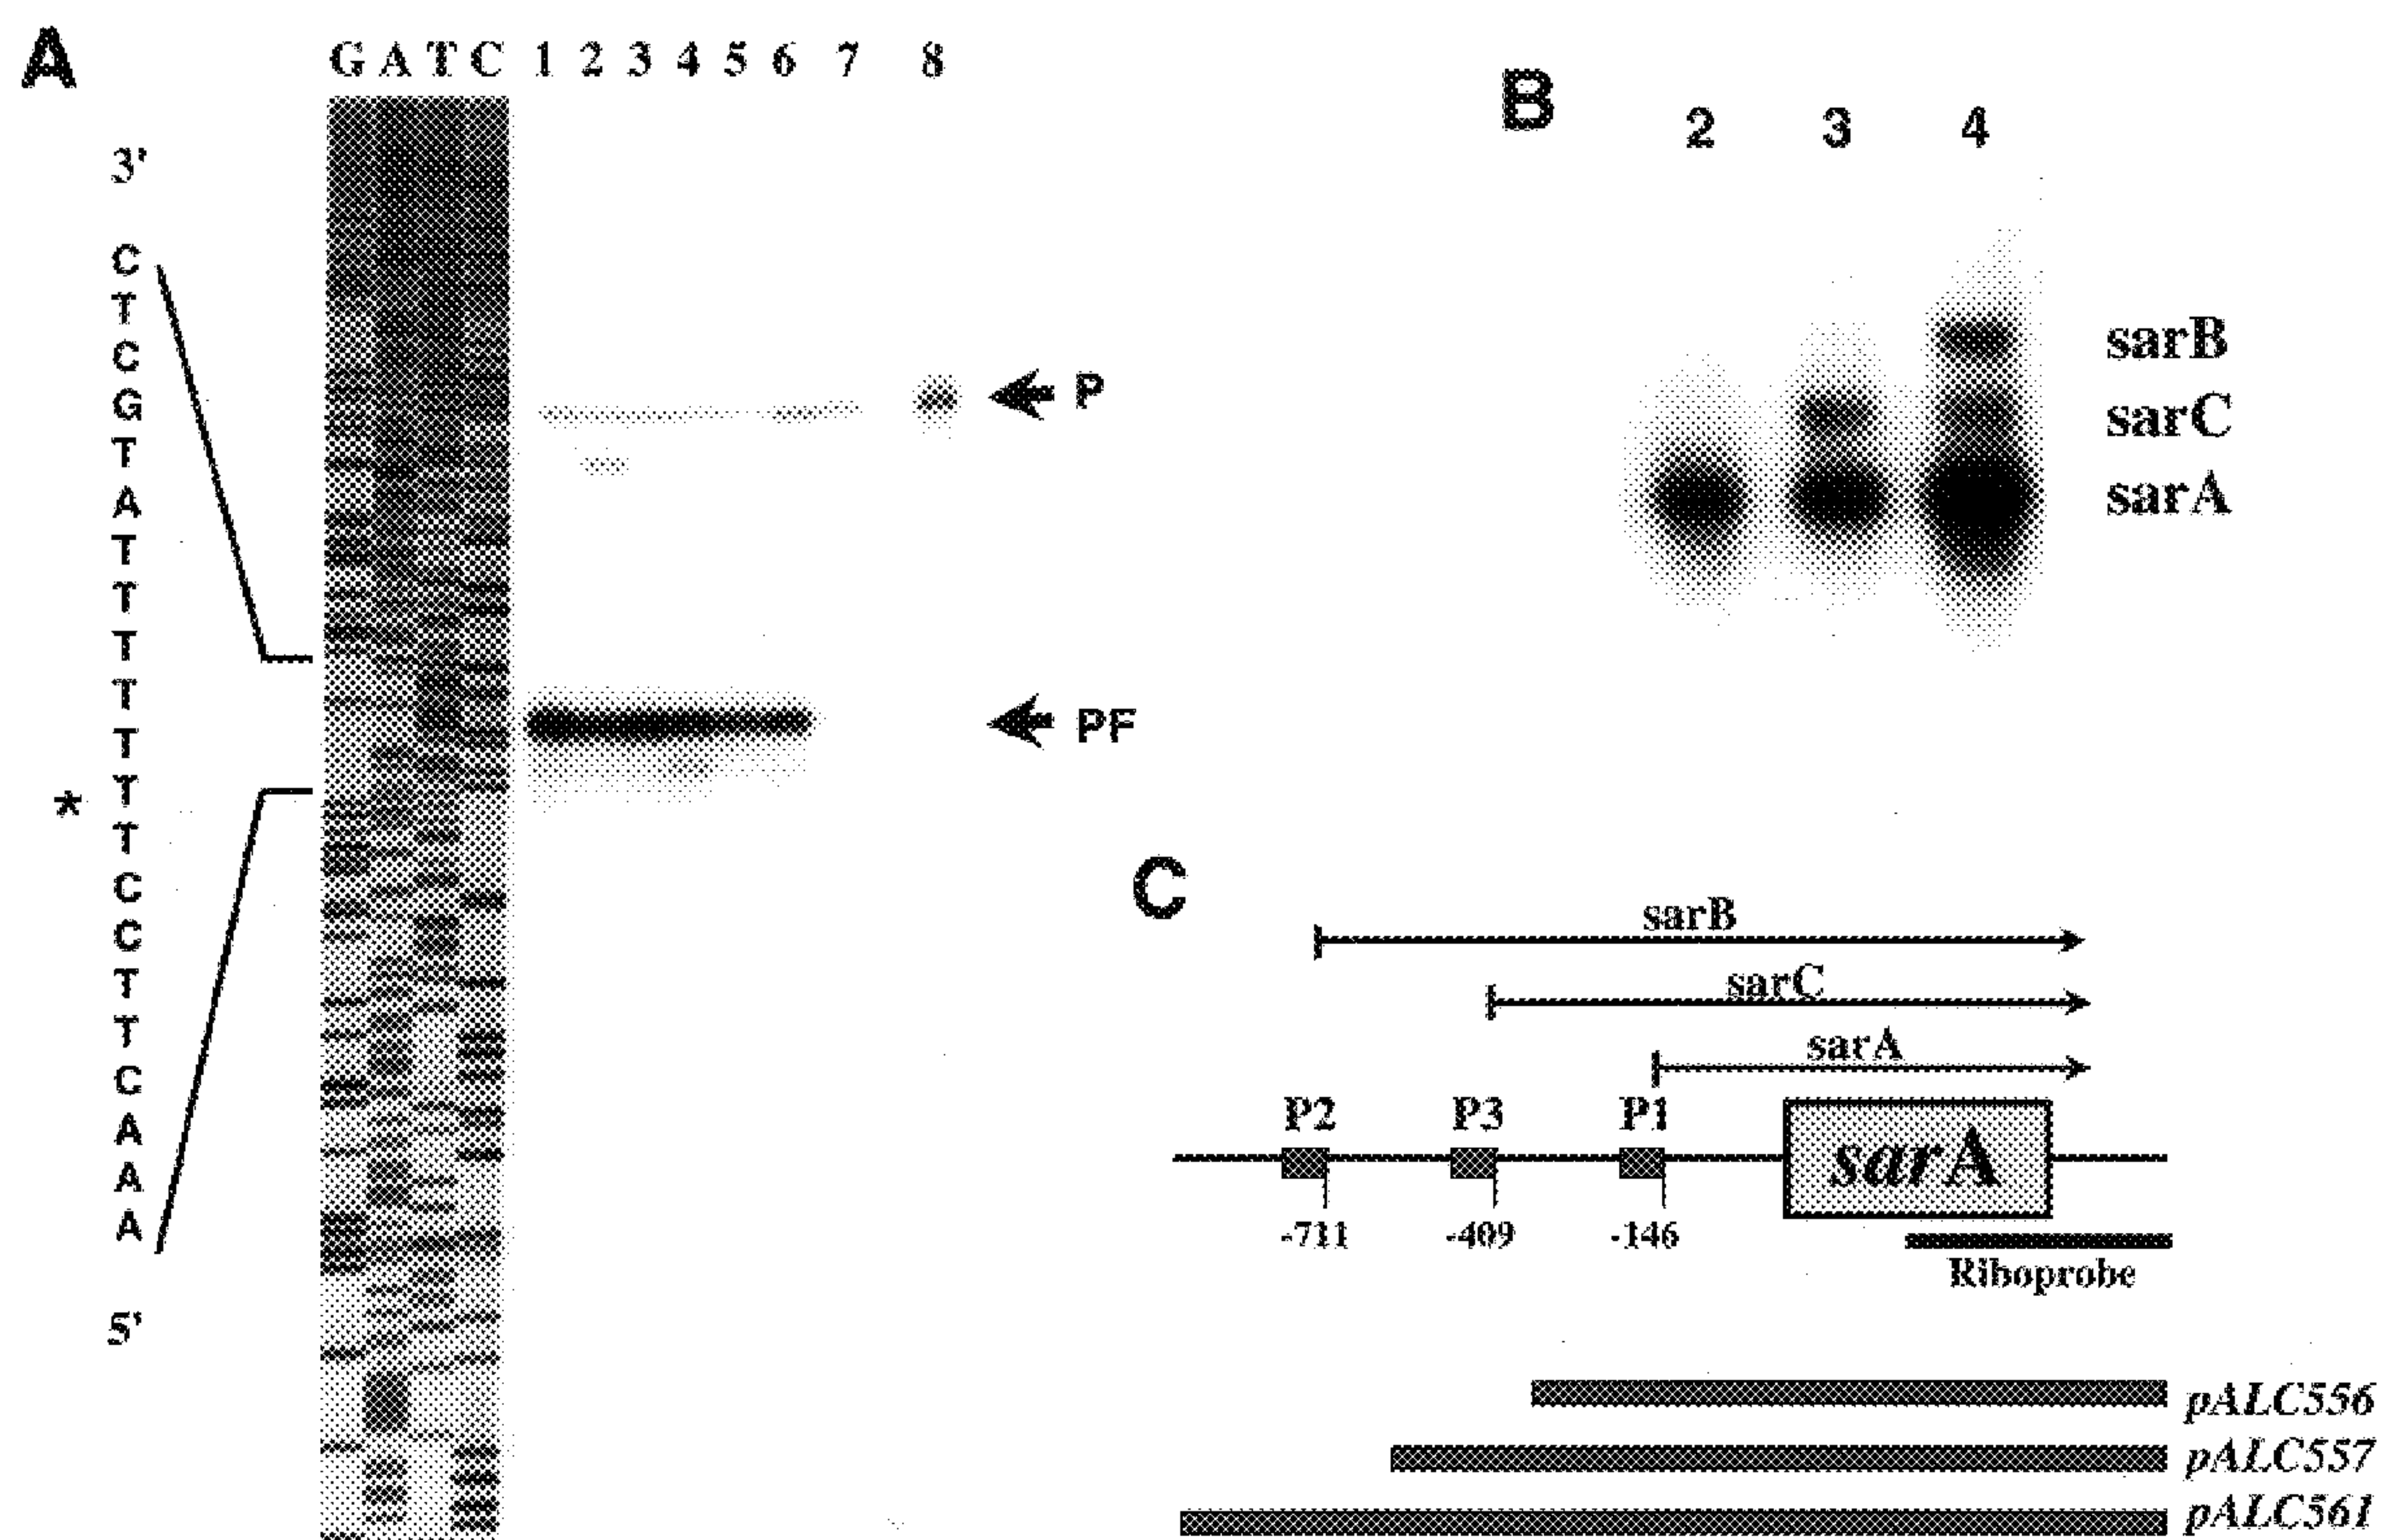 A
G A T C 1 2 3 4 5 6 7 8
3'
C
T
C
G
T
A
T
T
T
T
T
* T
T
C
C
T
T
C
A
A
A
5'
P
PF
B
2 3 4
sarB
sarC
sarA
C
sarB
sarC
sarA
P2 P3 P1
sarA
-711 -409 -146
Riboprobe
pALC556
pALC557
pALC561